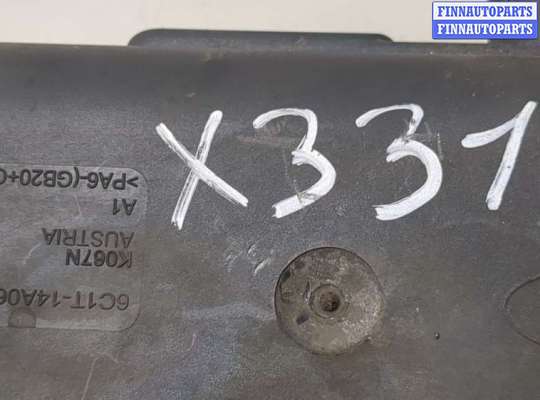 FINNAUTOPARTS
FINNAUTOPARTS
X331
6C1T-14A06
K067N
AUSTRIA
A1
>PA6-(GB20+